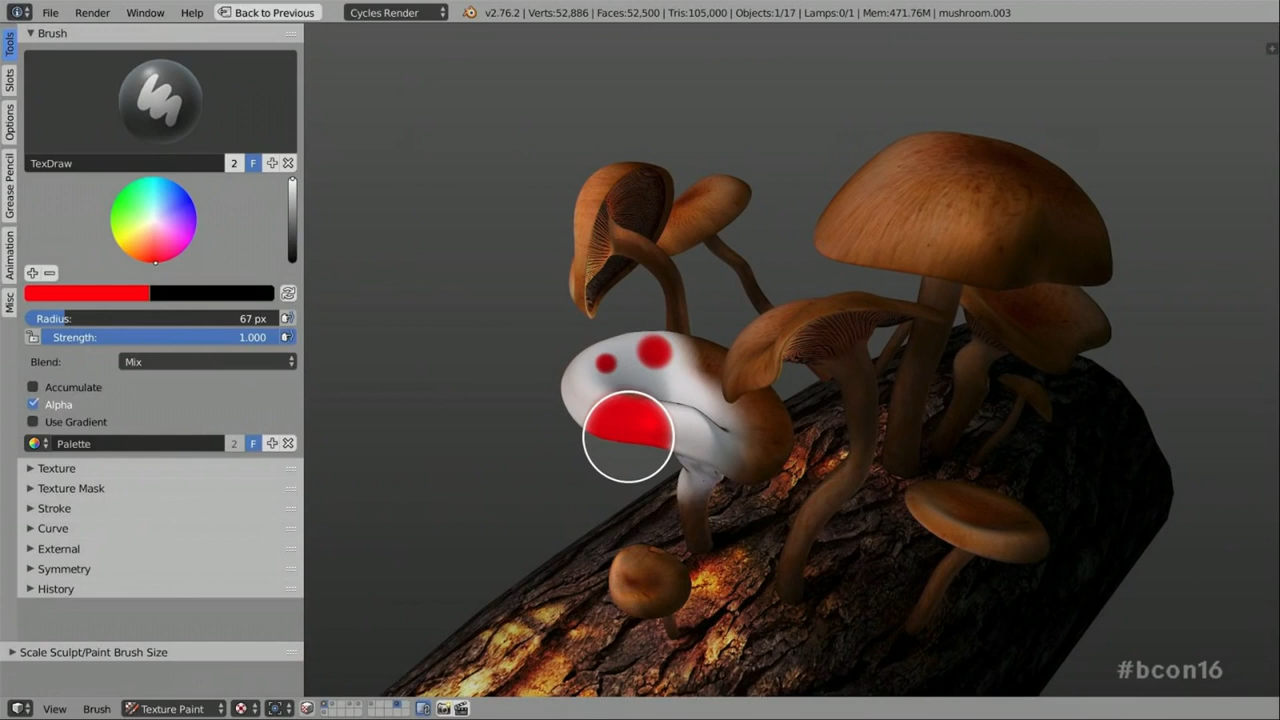 File Render Window Help Back to Previous Cycles Render v2.76.2 | Verts:52,886 | Faces:52,500 | Tris:105,000 | Objects:1/17 | Lamps:0/1 | Mem:471.76M | mushroom.003
Tools
Slots
Options
Grease Pencil
Animation
Misc
Brush
TexDraw 2 F
Radius: 67 px
Strength: 1.000
Blend: Mix
Accumulate
Alpha
Use Gradient
Palette 2 F
Texture
Texture Mask
Stroke
Curve
External
Symmetry
History
Scale Sculpt/Paint Brush Size
#bcon16
View Brush Texture Paint